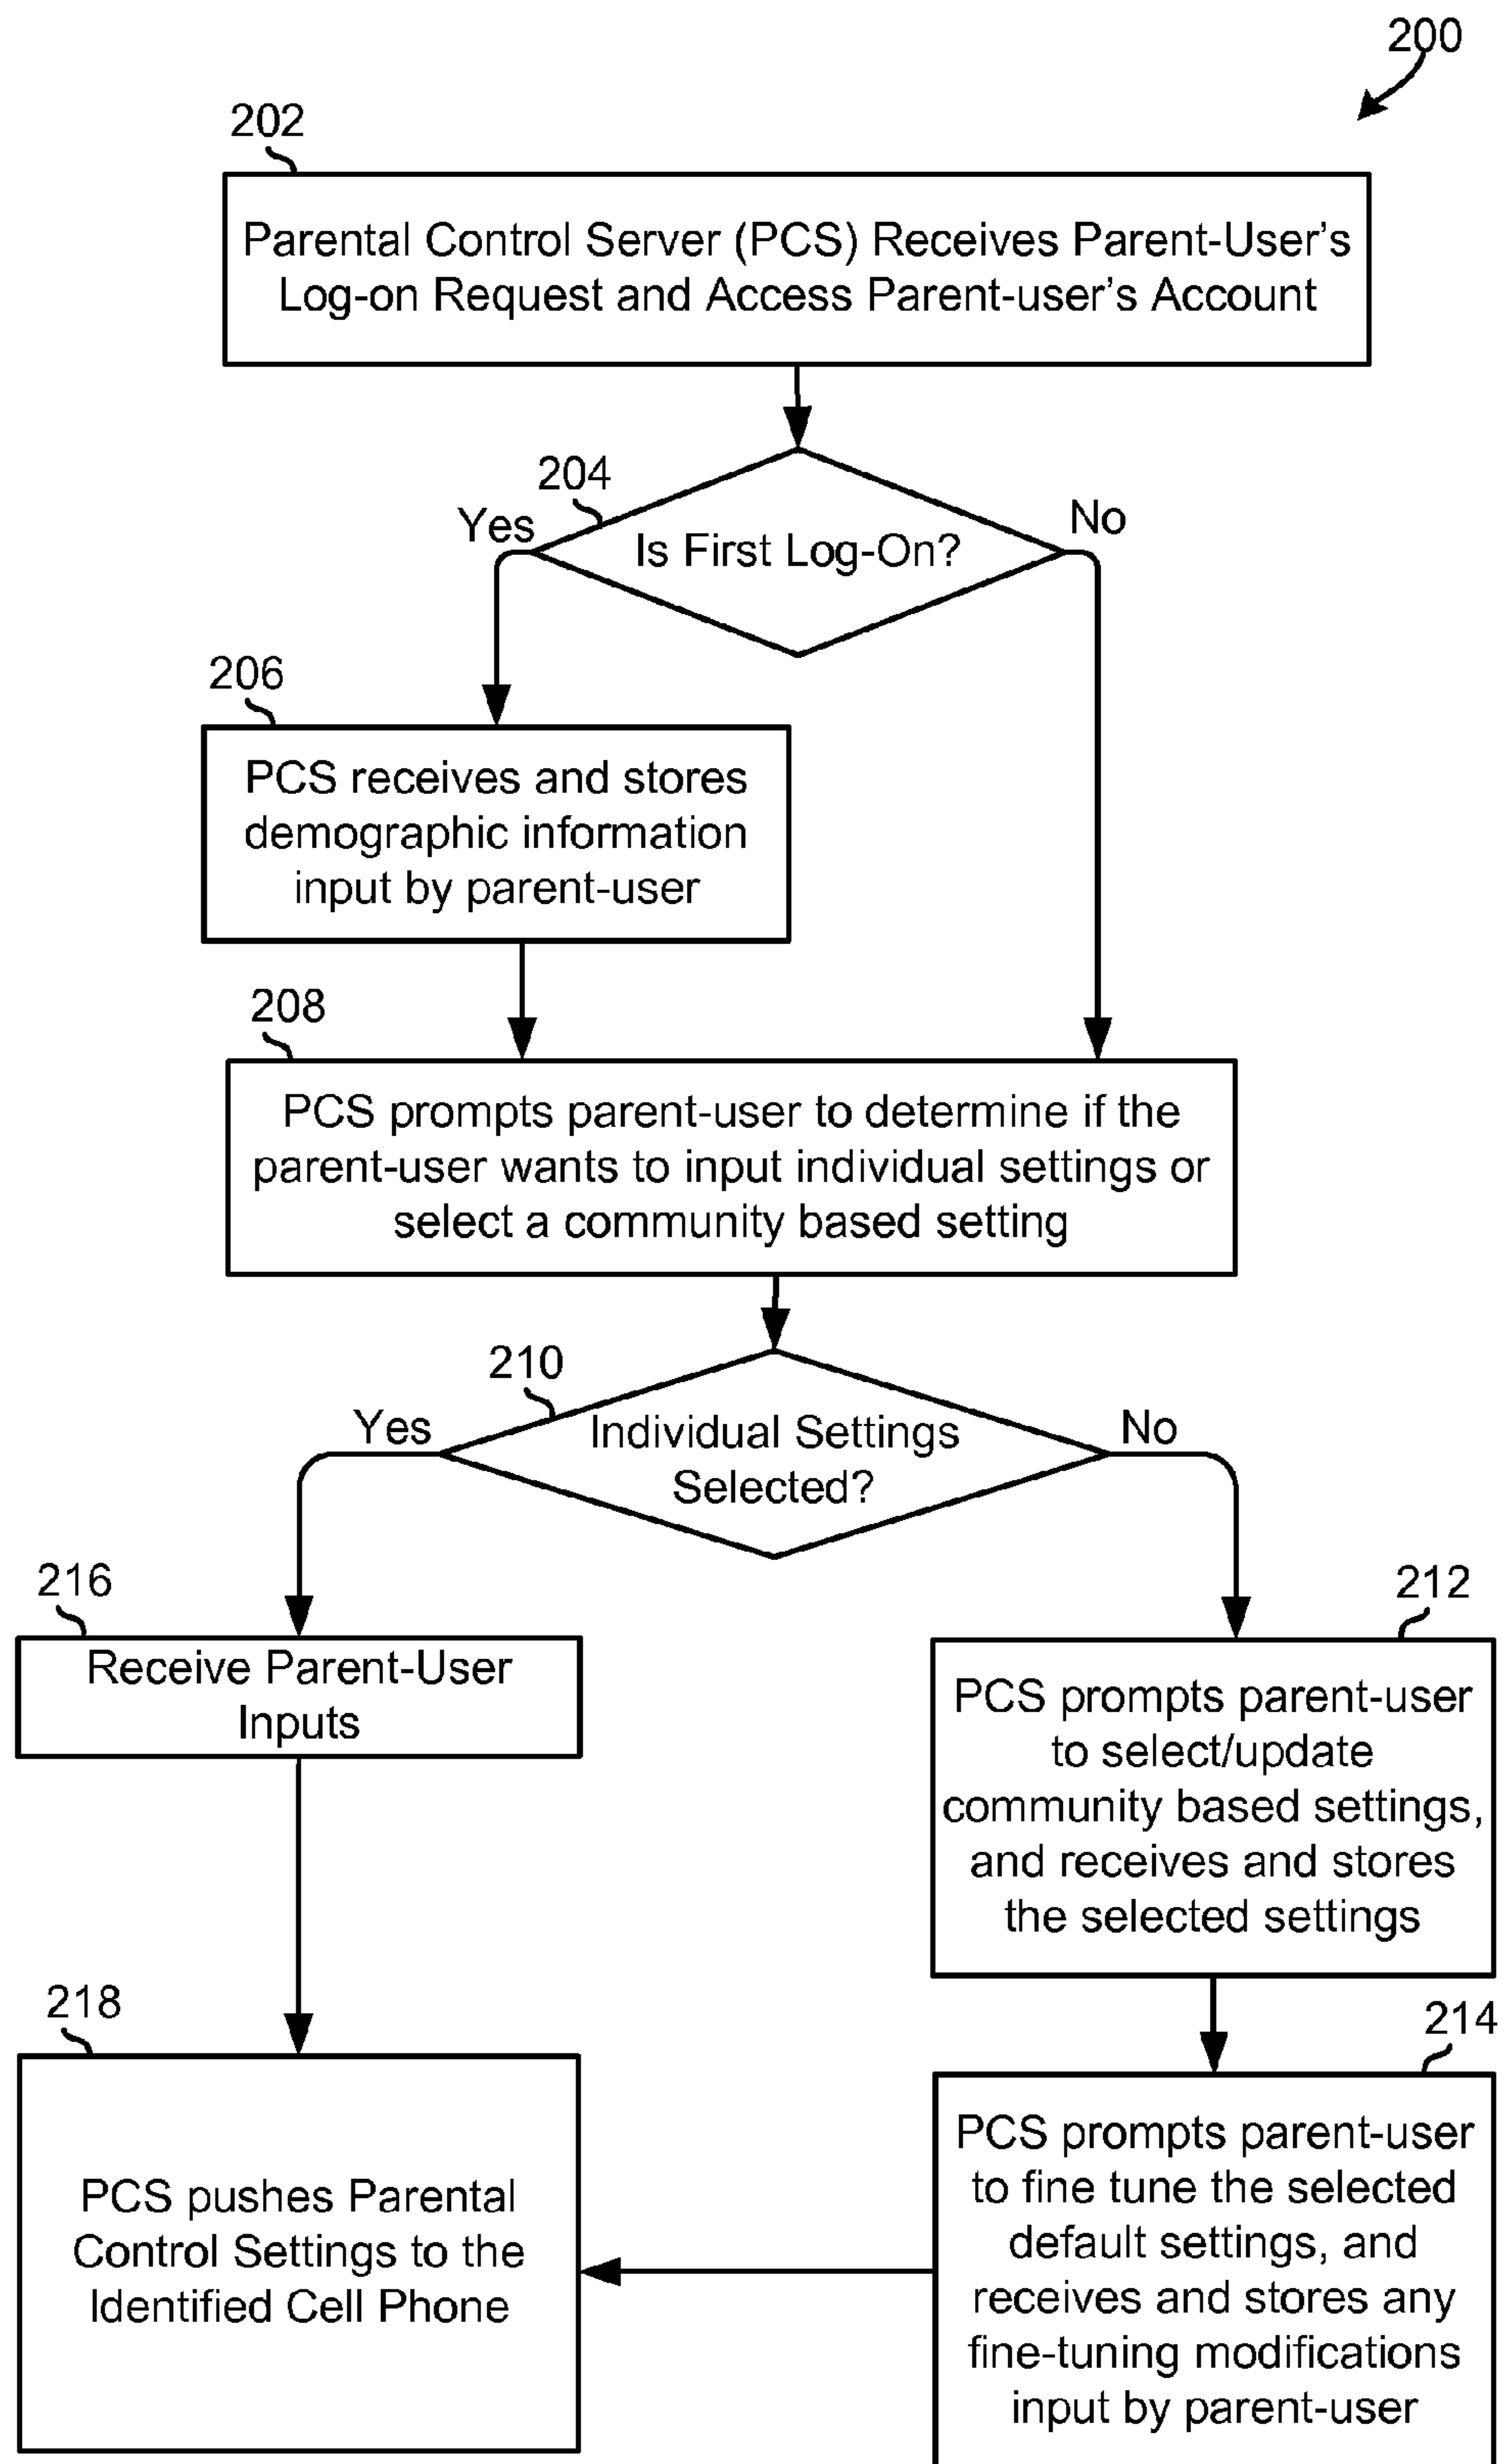 200
202
Parental Control Server (PCS) Receives Parent-User's
Log-on Request and Access Parent-user's Account
204
Yes
No
Is First Log-On?
206
PCS receives and stores
demographic information
input by parent-user
208
PCS prompts parent-user to determine if the
parent-user wants to input individual settings or
select a community based setting
210
Yes
No
Individual Settings
Selected?
216
Receive Parent-User
Inputs
212
PCS prompts parent-user
to select/update
community based settings,
and receives and stores
the selected settings
218
PCS pushes Parental
Control Settings to the
Identified Cell Phone
214
PCS prompts parent-user
to fine tune the selected
default settings, and
receives and stores any
fine-tuning modifications
input by parent-user